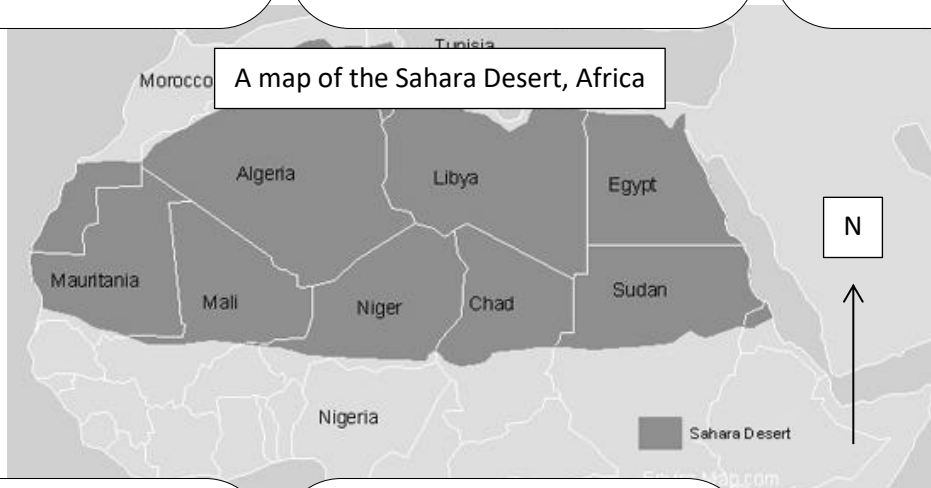 Tunisia
Morocco
A map of the Sahara Desert, Africa
Algeria
Libya
Egypt
N
Mauritania
Mali
Niger
Chad
Sudan
Nigeria
Sahara Desert